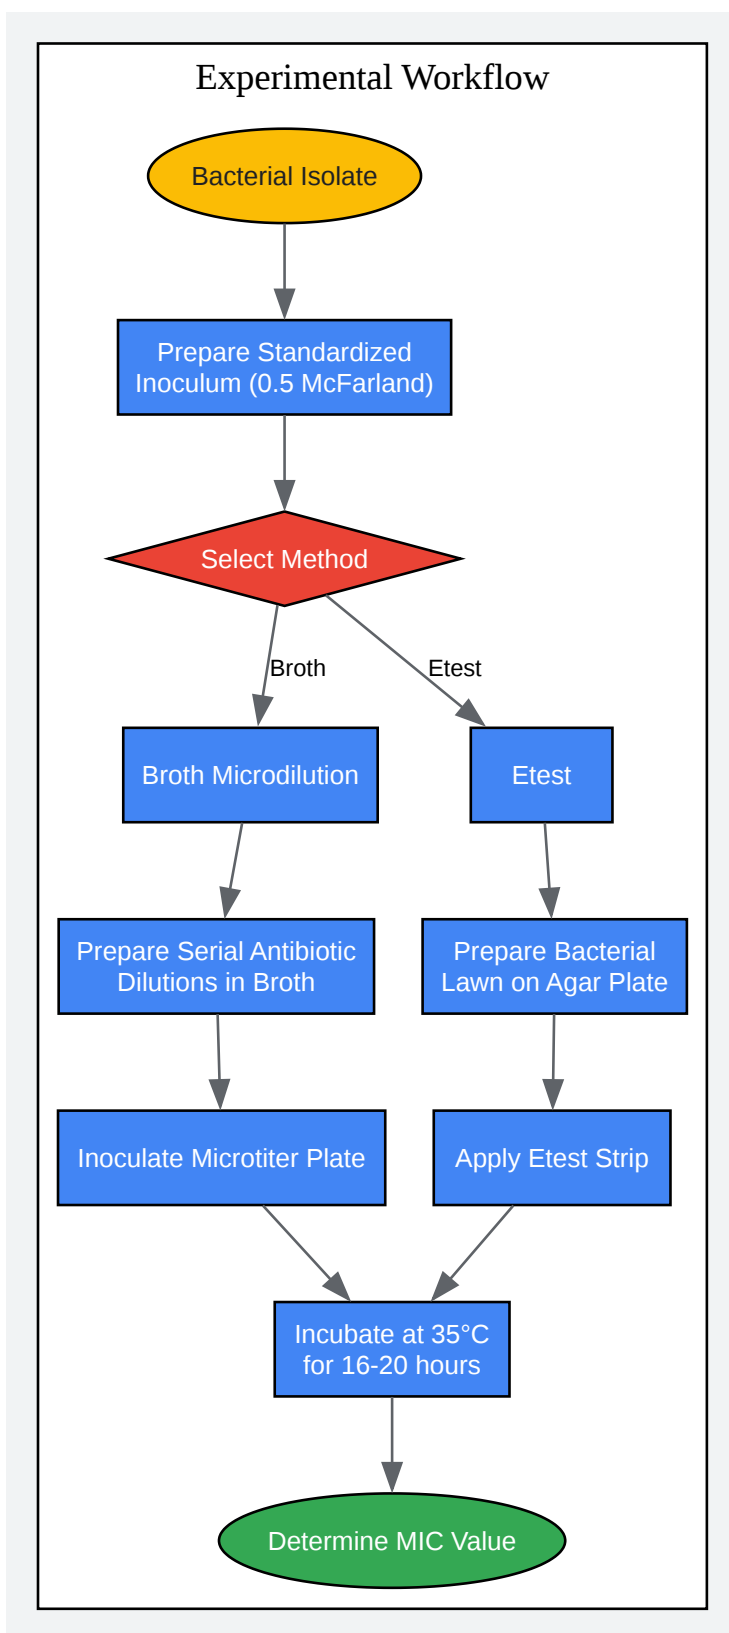 Experimental Workflow
Bacterial Isolate
Prepare Standardized
Inoculum (0.5 McFarland)
Select Method
Broth
Etest
Broth Microdilution
Etest
Prepare Serial Antibiotic
Dilutions in Broth
Prepare Bacterial
Lawn on Agar Plate
Inoculate Microtiter Plate
Apply Etest Strip
Incubate at 35°C
for 16-20 hours
Determine MIC Value